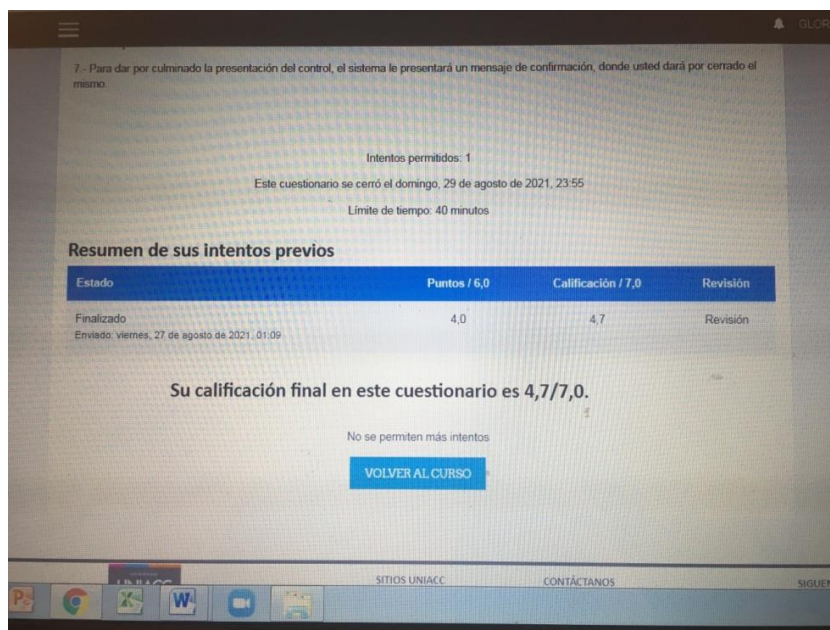 GLOR
7.- Para dar por culminado la presentación del control, el sistema le presentará un mensaje de confirmación, donde usted dará por cerrado el
mismo.
Intentos permitidos: 1
Este cuestionario se cerró el domingo, 29 de agosto de 2021, 23:55
Límite de tiempo: 40 minutos
Resumen de sus intentos previos
Estado Puntos / 6,0 Calificación / 7,0 Revisión
Finalizado 4,0 4,7 Revisión
Enviado: viernes, 27 de agosto de 2021, 01:09
Su calificación final en este cuestionario es 4,7/7,0.
No se permiten más intentos
VOLVER AL CURSO
UNIACC SITIOS UNIACC CONTÁCTANOS SIGUEN